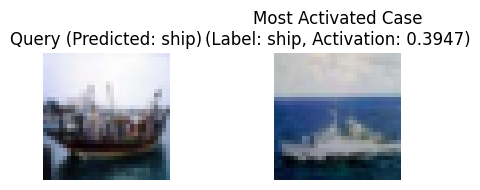 Query (Predicted: ship)
Most Activated Case
(Label: ship, Activation: 0.3947)